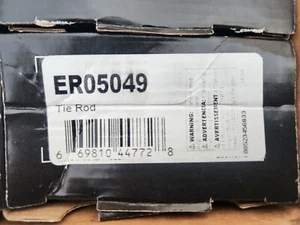 ER05049
Tie Rod
6 69810 44772 8
WARNING:
ADVERTENCIA:
AVERTISSEMENT